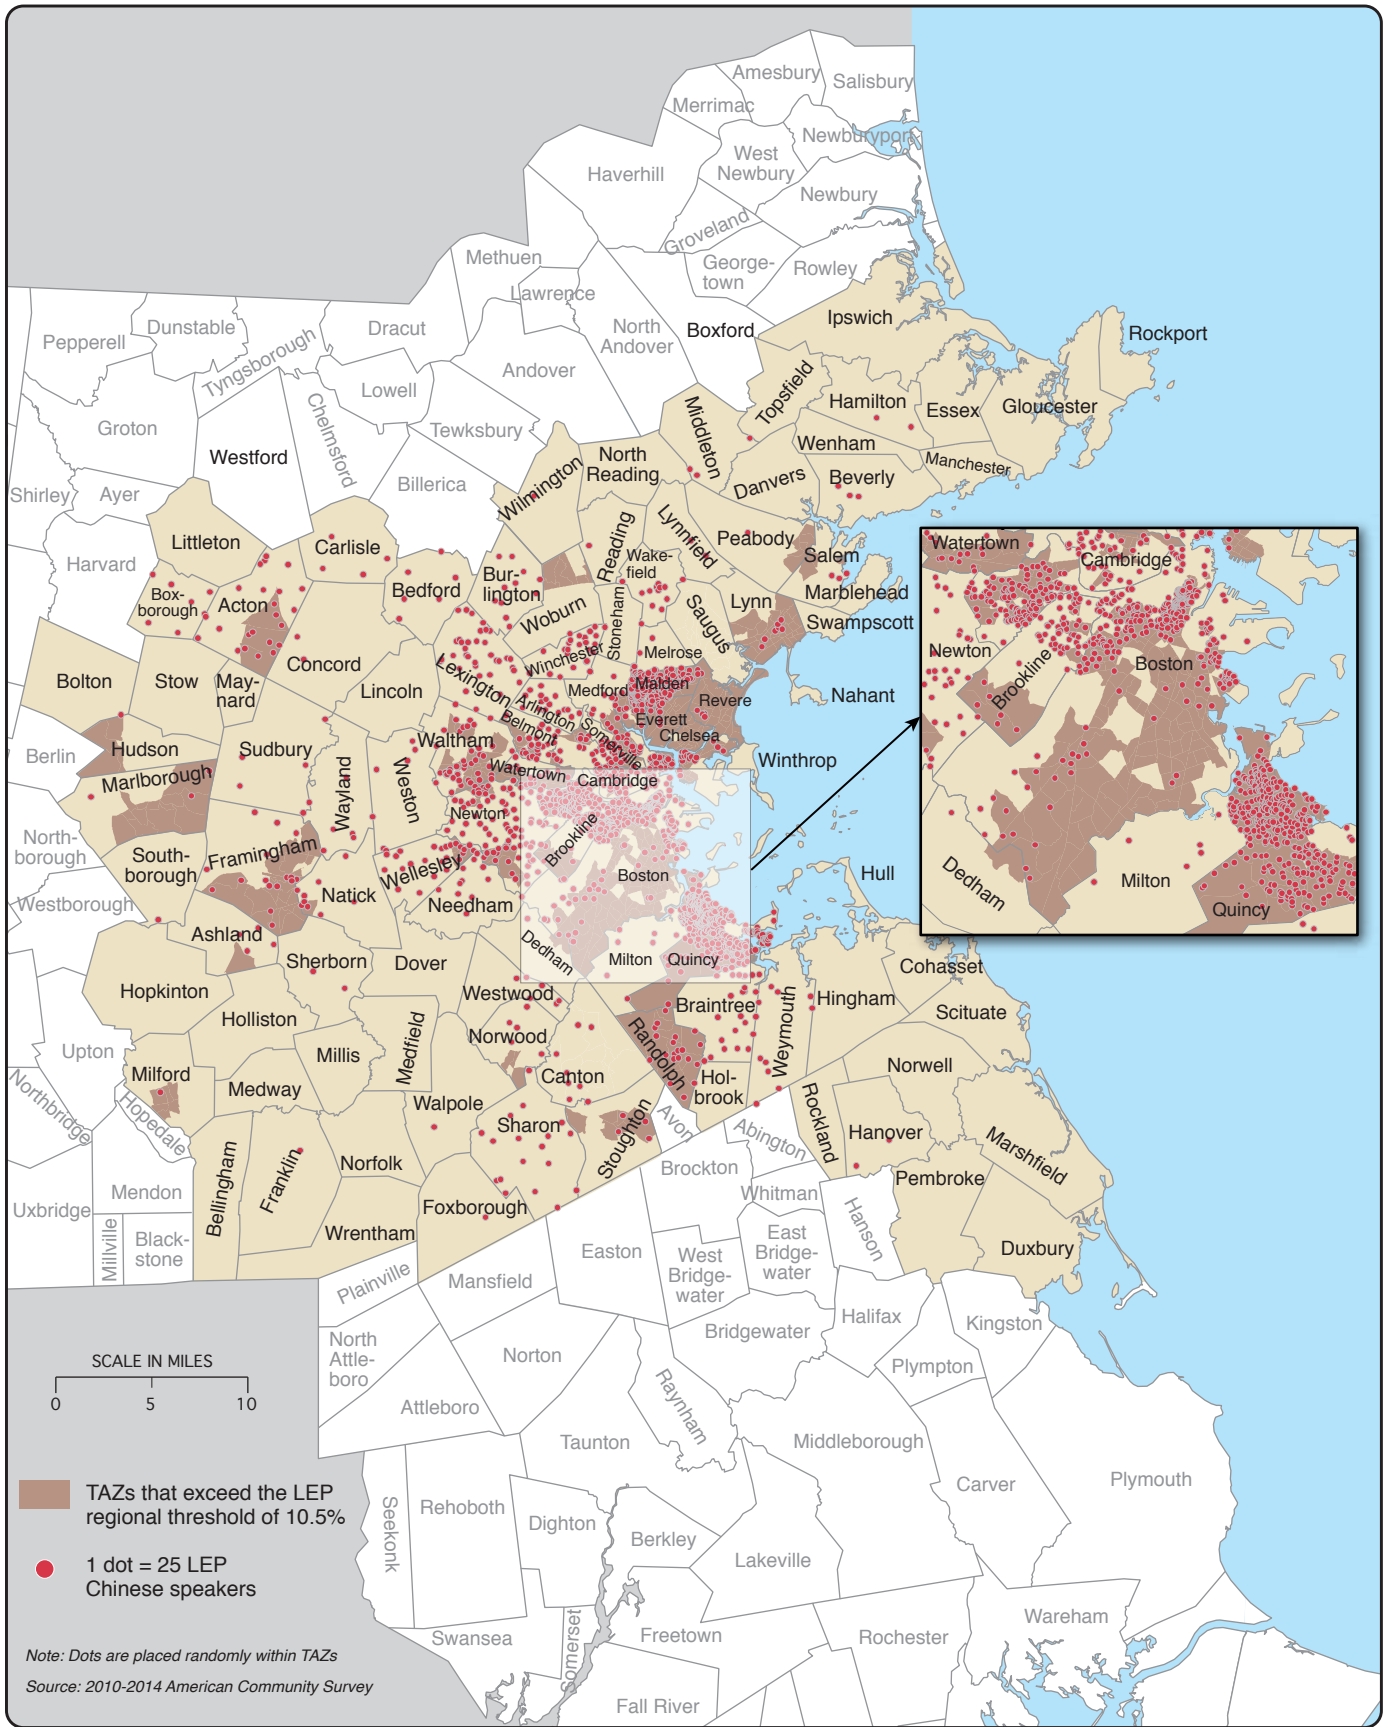 Amesbury
Salisbury
Merrimac
Newburyport
West
Newbury
Haverhill
Newbury
Groveland
Methuen
George-
town
Rowley
Lawrence
Ipswich
Dunstable
Dracut
North
Andover
Boxford
Rockport
Pepperell
Tyngsborough
Andover
Lowell
Topsfield
Hamilton
Essex
Gloucester
Groton
Chelmsford
Tewksbury
Middleton
Wenham
Westford
North
Reading
Manchester
Shirley
Ayer
Billerica
Wilmington
Danvers
Beverly
Littleton
Carlisle
Reading
Lynnfield
Peabody
Salem
Harvard
Wake-
field
Bur-
lington
Bedford
Box-
borough
Acton
Woburn
Stoneham
Saugus
Lynn
Marblehead
Swampscott
Concord
Winchester
Melrose
Bolton
Stow
May-
nard
Lincoln
Lexington
Medford
Malden
Revere
Nahant
Arlington
Belmont
Somerville
Everett
Chelsea
Berlin
Hudson
Sudbury
Waltham
Winthrop
Marlborough
Wayland
Weston
Watertown
Cambridge
Newton
North-
borough
South-
borough
Framingham
Brookline
Wellesley
Boston
Hull
Natick
Needham
Westborough
Ashland
Sherborn
Dover
Dedham
Milton
Quincy
Watertown
Cambridge
Newton
Brookline
Boston
Dedham
Milton
Quincy
Cohasset
Hopkinton
Westwood
Braintree
Weymouth
Hingham
Scituate
Holliston
Medfield
Norwood
Randolph
Upton
Millis
Norwell
Milford
Medway
Canton
Hol-
brook
Northbridge
Hopedale
Walpole
Rockland
Sharon
Stoughton
Avon
Abington
Hanover
Marshfield
Bellingham
Franklin
Norfolk
Brockton
Pembroke
Mendon
Whitman
Uxbridge
Foxborough
Hanson
Wrentham
Millville
Black-
stone
Easton
West
Bridge-
water
East
Bridge-
water
Duxbury
Plainville
Mansfield
Halifax
Kingston
Bridgewater
North
Attle-
boro
Norton
Plympton
SCALE IN MILES
0 5 10
Attleboro
Raynham
Taunton
Middleborough
Carver
Plymouth
TAZs that exceed the LEP
regional threshold of 10.5%
Seekonk
Rehoboth
Dighton
Berkley
Lakeville
1 dot = 25 LEP
Chinese speakers
Wareham
Swansea
Somerset
Freetown
Rochester
Note: Dots are placed randomly within TAZs
Source: 2010-2014 American Community Survey
Fall River